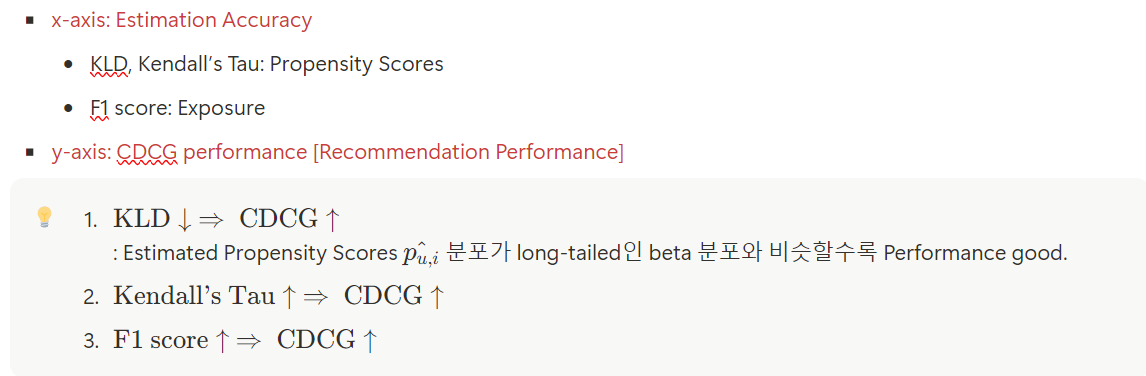 x-axis: Estimation Accuracy
KLD, Kendall's Tau: Propensity Scores
F1 score: Exposure
y-axis: CDCG performance [Recommendation Performance]
1. KLD ↓ ⇒ CDCG ↑
: Estimated Propensity Scores $\hat{p_{u,i}}$ 분포가 long-tailed인 beta 분포와 비슷할수록 Performance good.
2. Kendall's Tau ↑ ⇒ CDCG ↑
3. F1 score ↑ ⇒ CDCG ↑